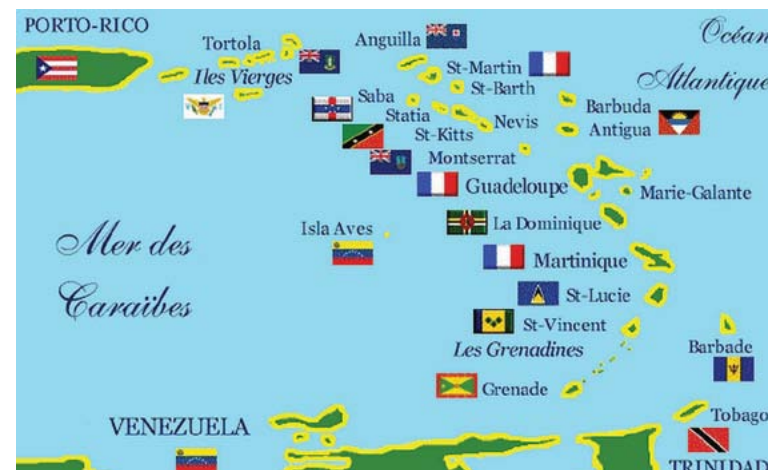 PORTO-RICO
Tortola
Iles Vierges
Anguilla
St-Martin
St-Barth
Océan
Atlantique
Saba
Statia
St-Kitts
Nevis
Barbuda
Antigua
Montserrat
Guadeloupe
Marie-Galante
Isla Aves
La Dominique
Mer des
Caraïbes
Martinique
St-Lucie
St-Vincent
Les Grenadines
Barbade
Grenade
Tobago
VENEZUELA
TRINIDAD